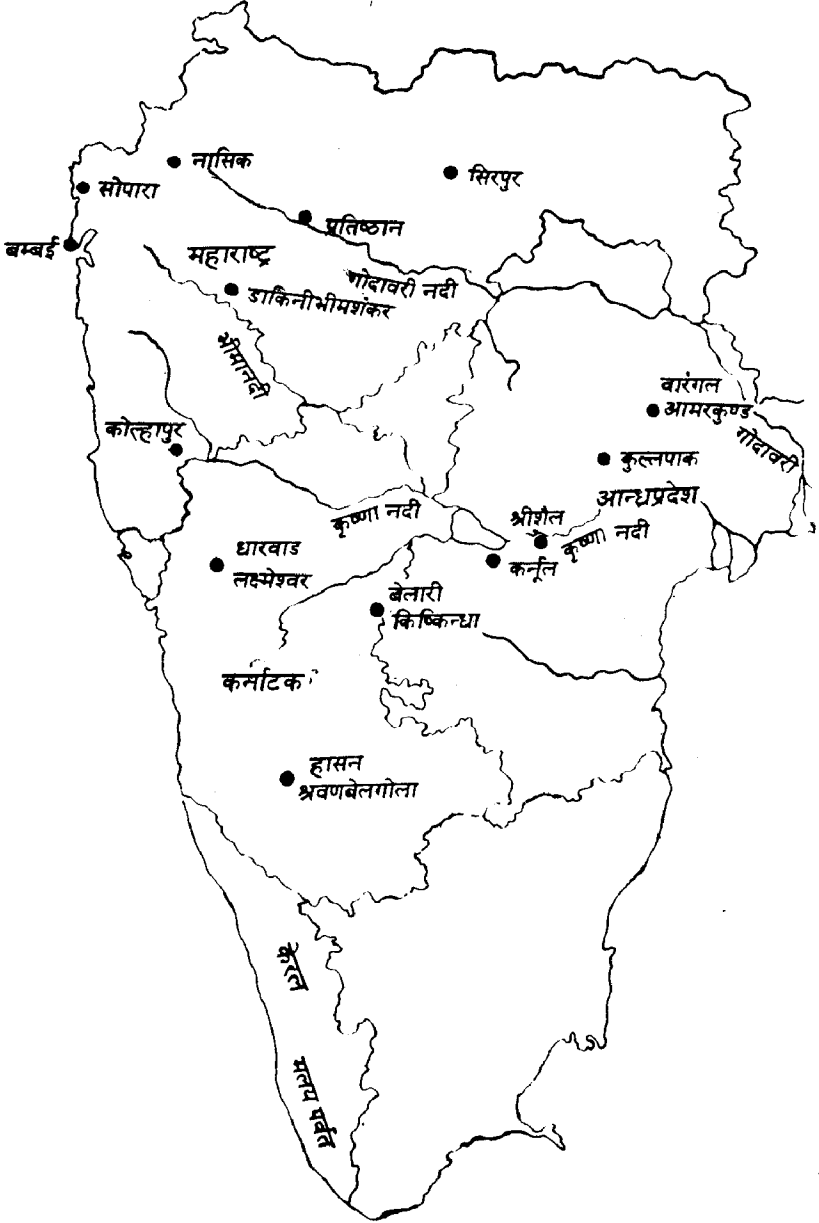 नासिक
सिरपुर
सोपारा
प्रतिष्ठान
बम्बई
महाराष्ट्र
गोदावरी नदी
डाकिनीभीमशंकर
भीमानदी
वारंगल
आमरकुण्ड
कोल्हापुर
गोदावरी
कुल्लपाक
आन्ध्रप्रदेश
कृष्णा नदी
श्रीशैल
कृष्णा नदी
धारवाड
लक्ष्मेश्वर
कर्नूल
बेलारी
किष्किन्धा
कर्नाटक
हासन
श्रवणबेलगोला
केरल
मलय पर्वत